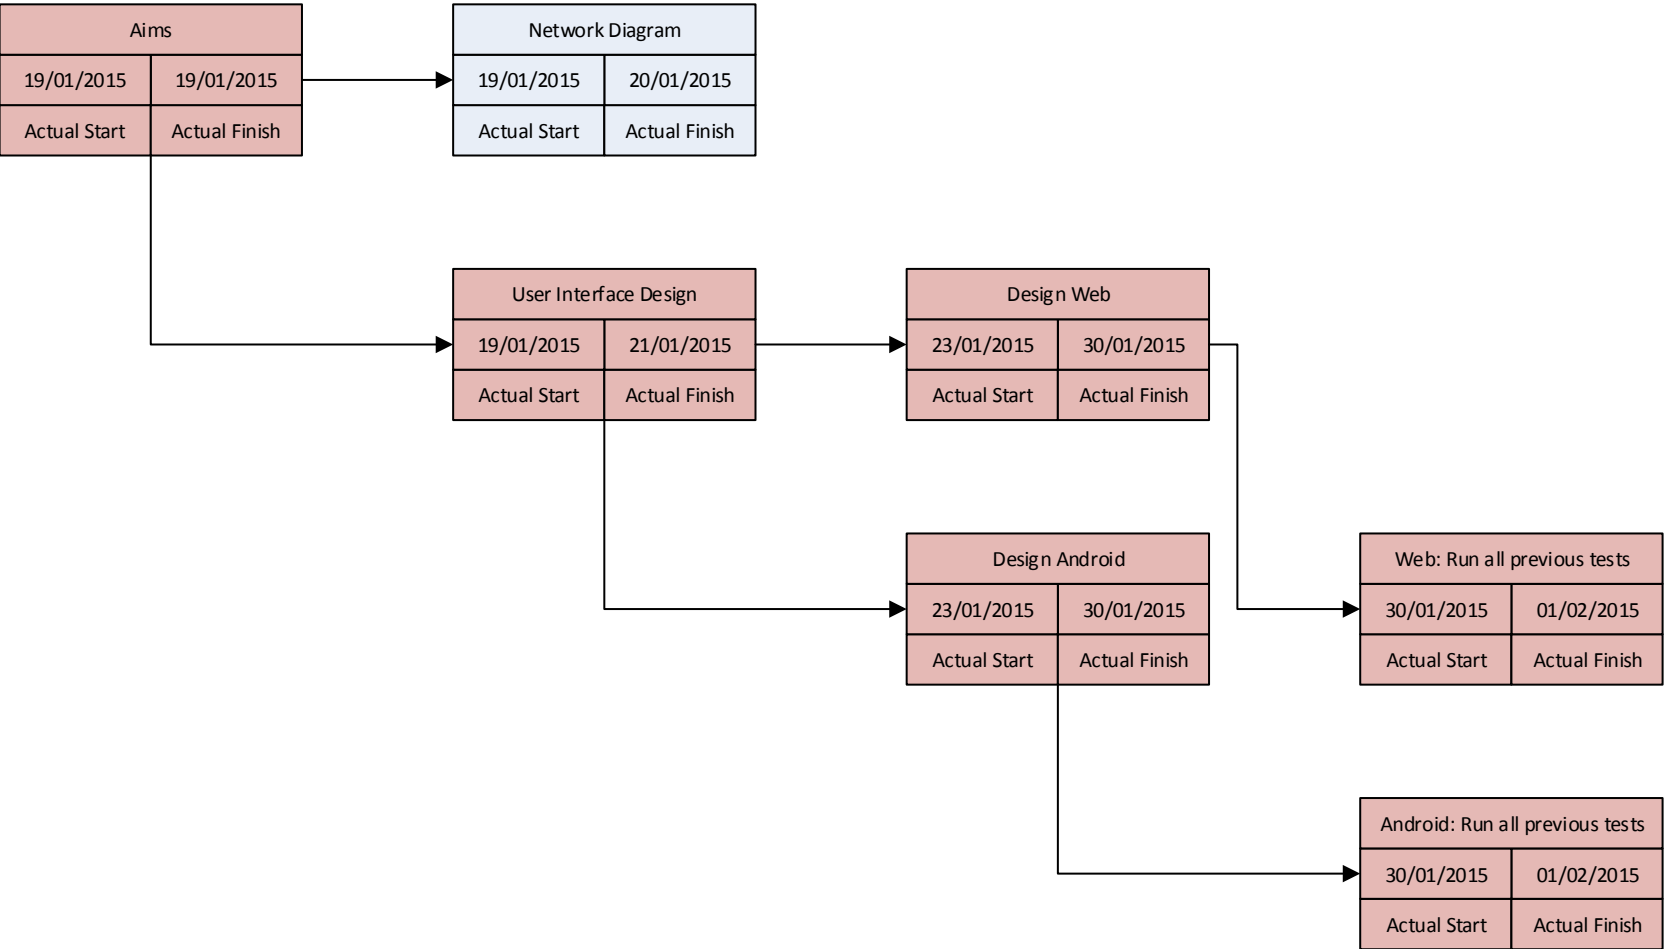 Aims
19/01/2015 19/01/2015
Actual Start Actual Finish
Network Diagram
19/01/2015 20/01/2015
Actual Start Actual Finish
User Interface Design
19/01/2015 21/01/2015
Actual Start Actual Finish
Design Web
23/01/2015 30/01/2015
Actual Start Actual Finish
Design Android
23/01/2015 30/01/2015
Actual Start Actual Finish
Web: Run all previous tests
30/01/2015 01/02/2015
Actual Start Actual Finish
Android: Run all previous tests
30/01/2015 01/02/2015
Actual Start Actual Finish